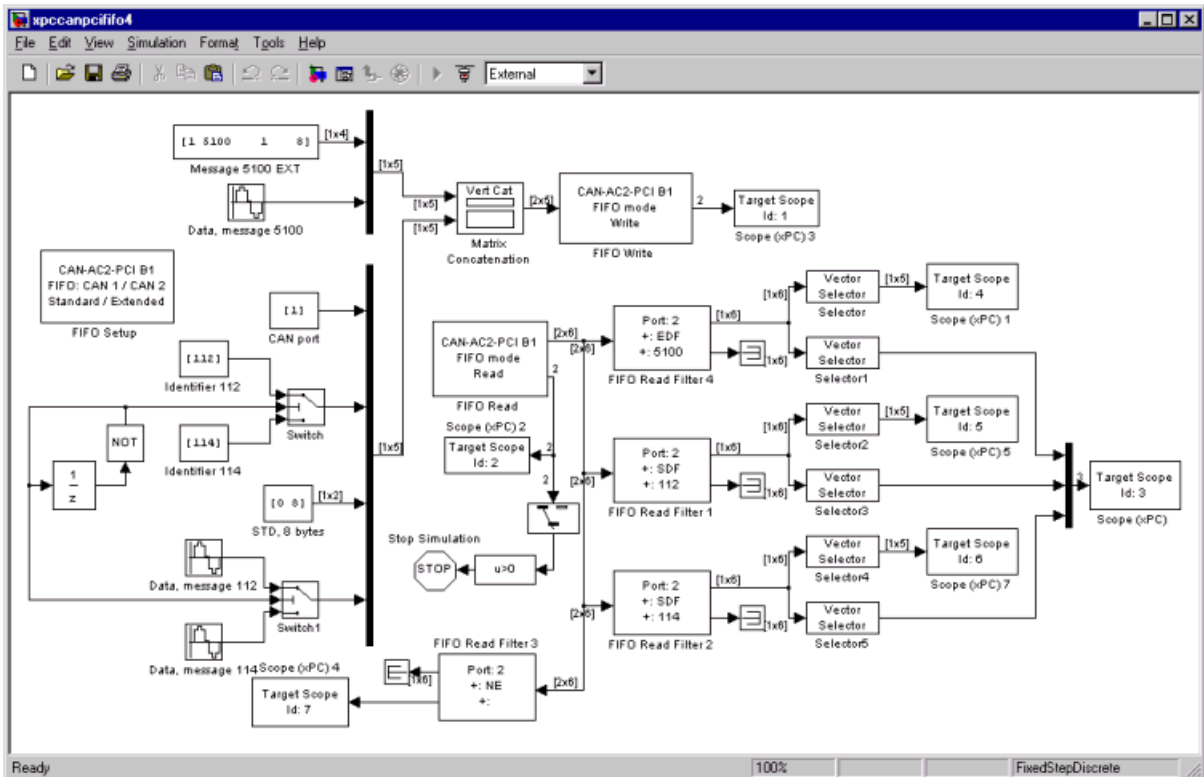 xpccanpcififo4
File Edit View Simulation Format Tools Help
External
[1 5100 1 8]
[1x4]
Message 5100 EXT
Data, message 5100
[1x5]
[1x5]
[1x5]
Vert Cat
Matrix
Concatenation
[2x5]
CAN-AC2-PCI B1
FIFO mode
Write
FIFO Write
2
Target Scope
Id: 1
Scope (xPC) 3
CAN-AC2-PCI B1
FIFO: CAN 1 / CAN 2
Standard / Extended
FIFO Setup
[1]
CAN port
[112]
Identifier 112
Switch
NOT
[114]
Identifier 114
1
z
[0 8]
[1x2]
STD, 8 bytes
[1x5]
Data, message 112
Switch1
Data, message 114
CAN-AC2-PCI B1
FIFO mode
Read
FIFO Read
[2x6]
[2x6]
2
Scope (xPC) 2
Target Scope
Id: 2
2
2
Stop Simulation
STOP
u>0
Port: 2
+: EDF
+: 5100
FIFO Read Filter 4
[1x6]
[1x6]
[1x6]
Vector
Selector
Selector
[1x5]
Target Scope
Id: 4
Scope (xPC) 1
Vector
Selector
Selector1
[2x6]
Port: 2
+: SDF
+: 112
FIFO Read Filter 1
[1x6]
[1x6]
[1x6]
Vector
Selector
Selector2
[1x5]
Target Scope
Id: 5
Scope (xPC) 5
Vector
Selector
Selector3
3
Target Scope
Id: 3
Scope (xPC)
[2x6]
Port: 2
+: SDF
+: 114
FIFO Read Filter 2
[1x6]
[1x6]
[1x6]
Vector
Selector
Selector4
[1x5]
Target Scope
Id: 6
Scope (xPC) 7
Vector
Selector
Selector5
FIFO Read Filter 3
Port: 2
+: NE
+:
[2x6]
[1x6]
Scope (xPC) 4
Target Scope
Id: 7
Ready
100%
FixedStepDiscrete